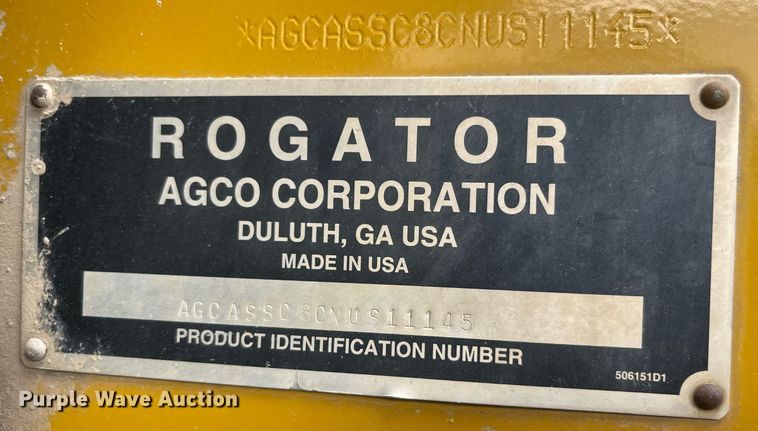 *AGCASSC8CNUS11145*
ROGATOR
AGCO CORPORATION
DULUTH, GA USA
MADE IN USA
AGCASSC8CNUS11145
PRODUCT IDENTIFICATION NUMBER
506151D1
Purple Wave Auction